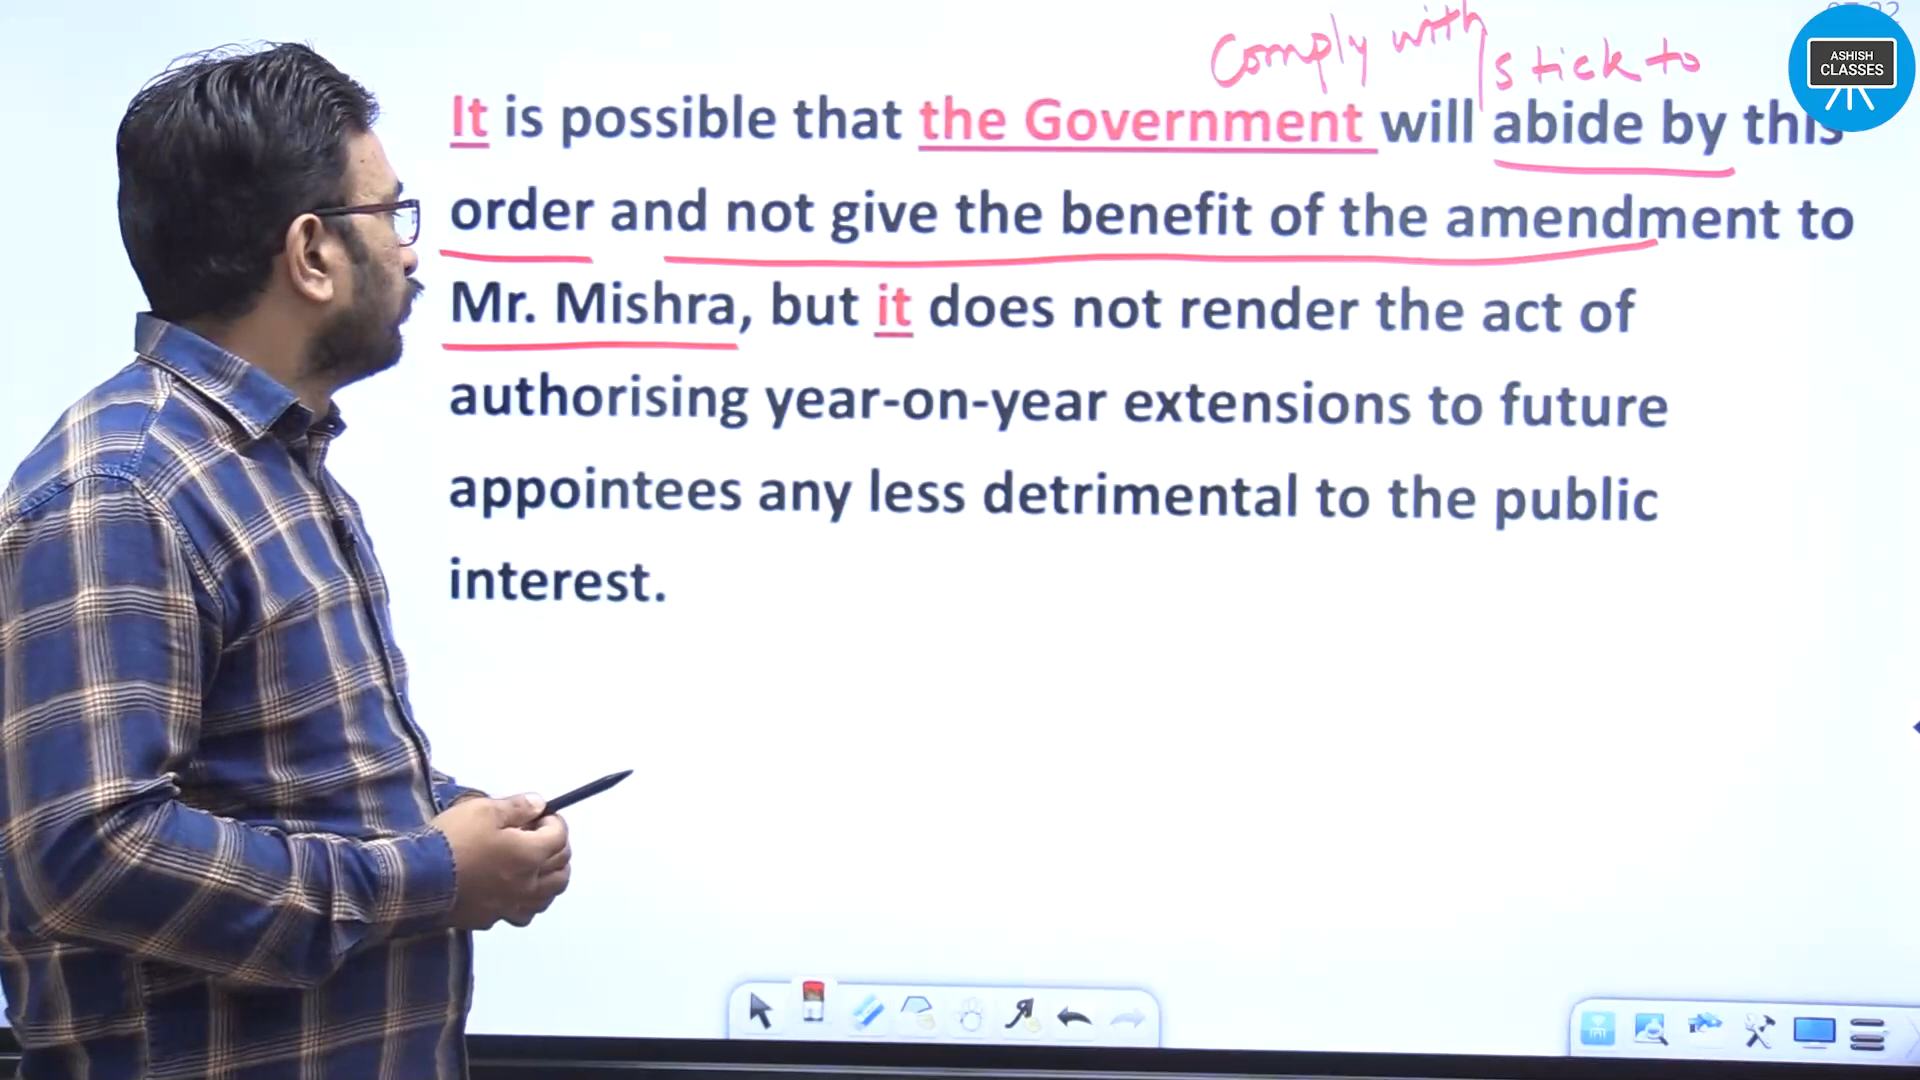 Comply with / stick to
ASHISH
CLASSES
It is possible that the Government will abide by this
order and not give the benefit of the amendment to
Mr. Mishra, but it does not render the act of
authorising year-on-year extensions to future
appointees any less detrimental to the public
interest.